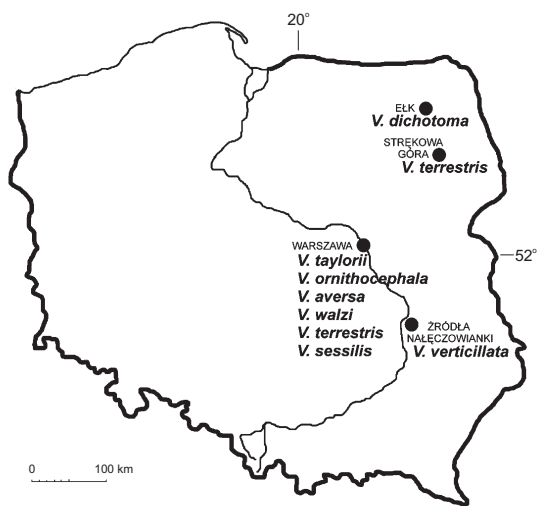 20°
EŁK
V. dichotoma
STRĘKOWA
GÓRA
V. terrestris
WARSZAWA
V. taylorii
V. ornithocephala
V. aversa
V. walzi
V. terrestris
V. sessilis
52°
ŹRÓDŁA
NAŁĘCZOWIANKI
V. verticillata
0 100 km